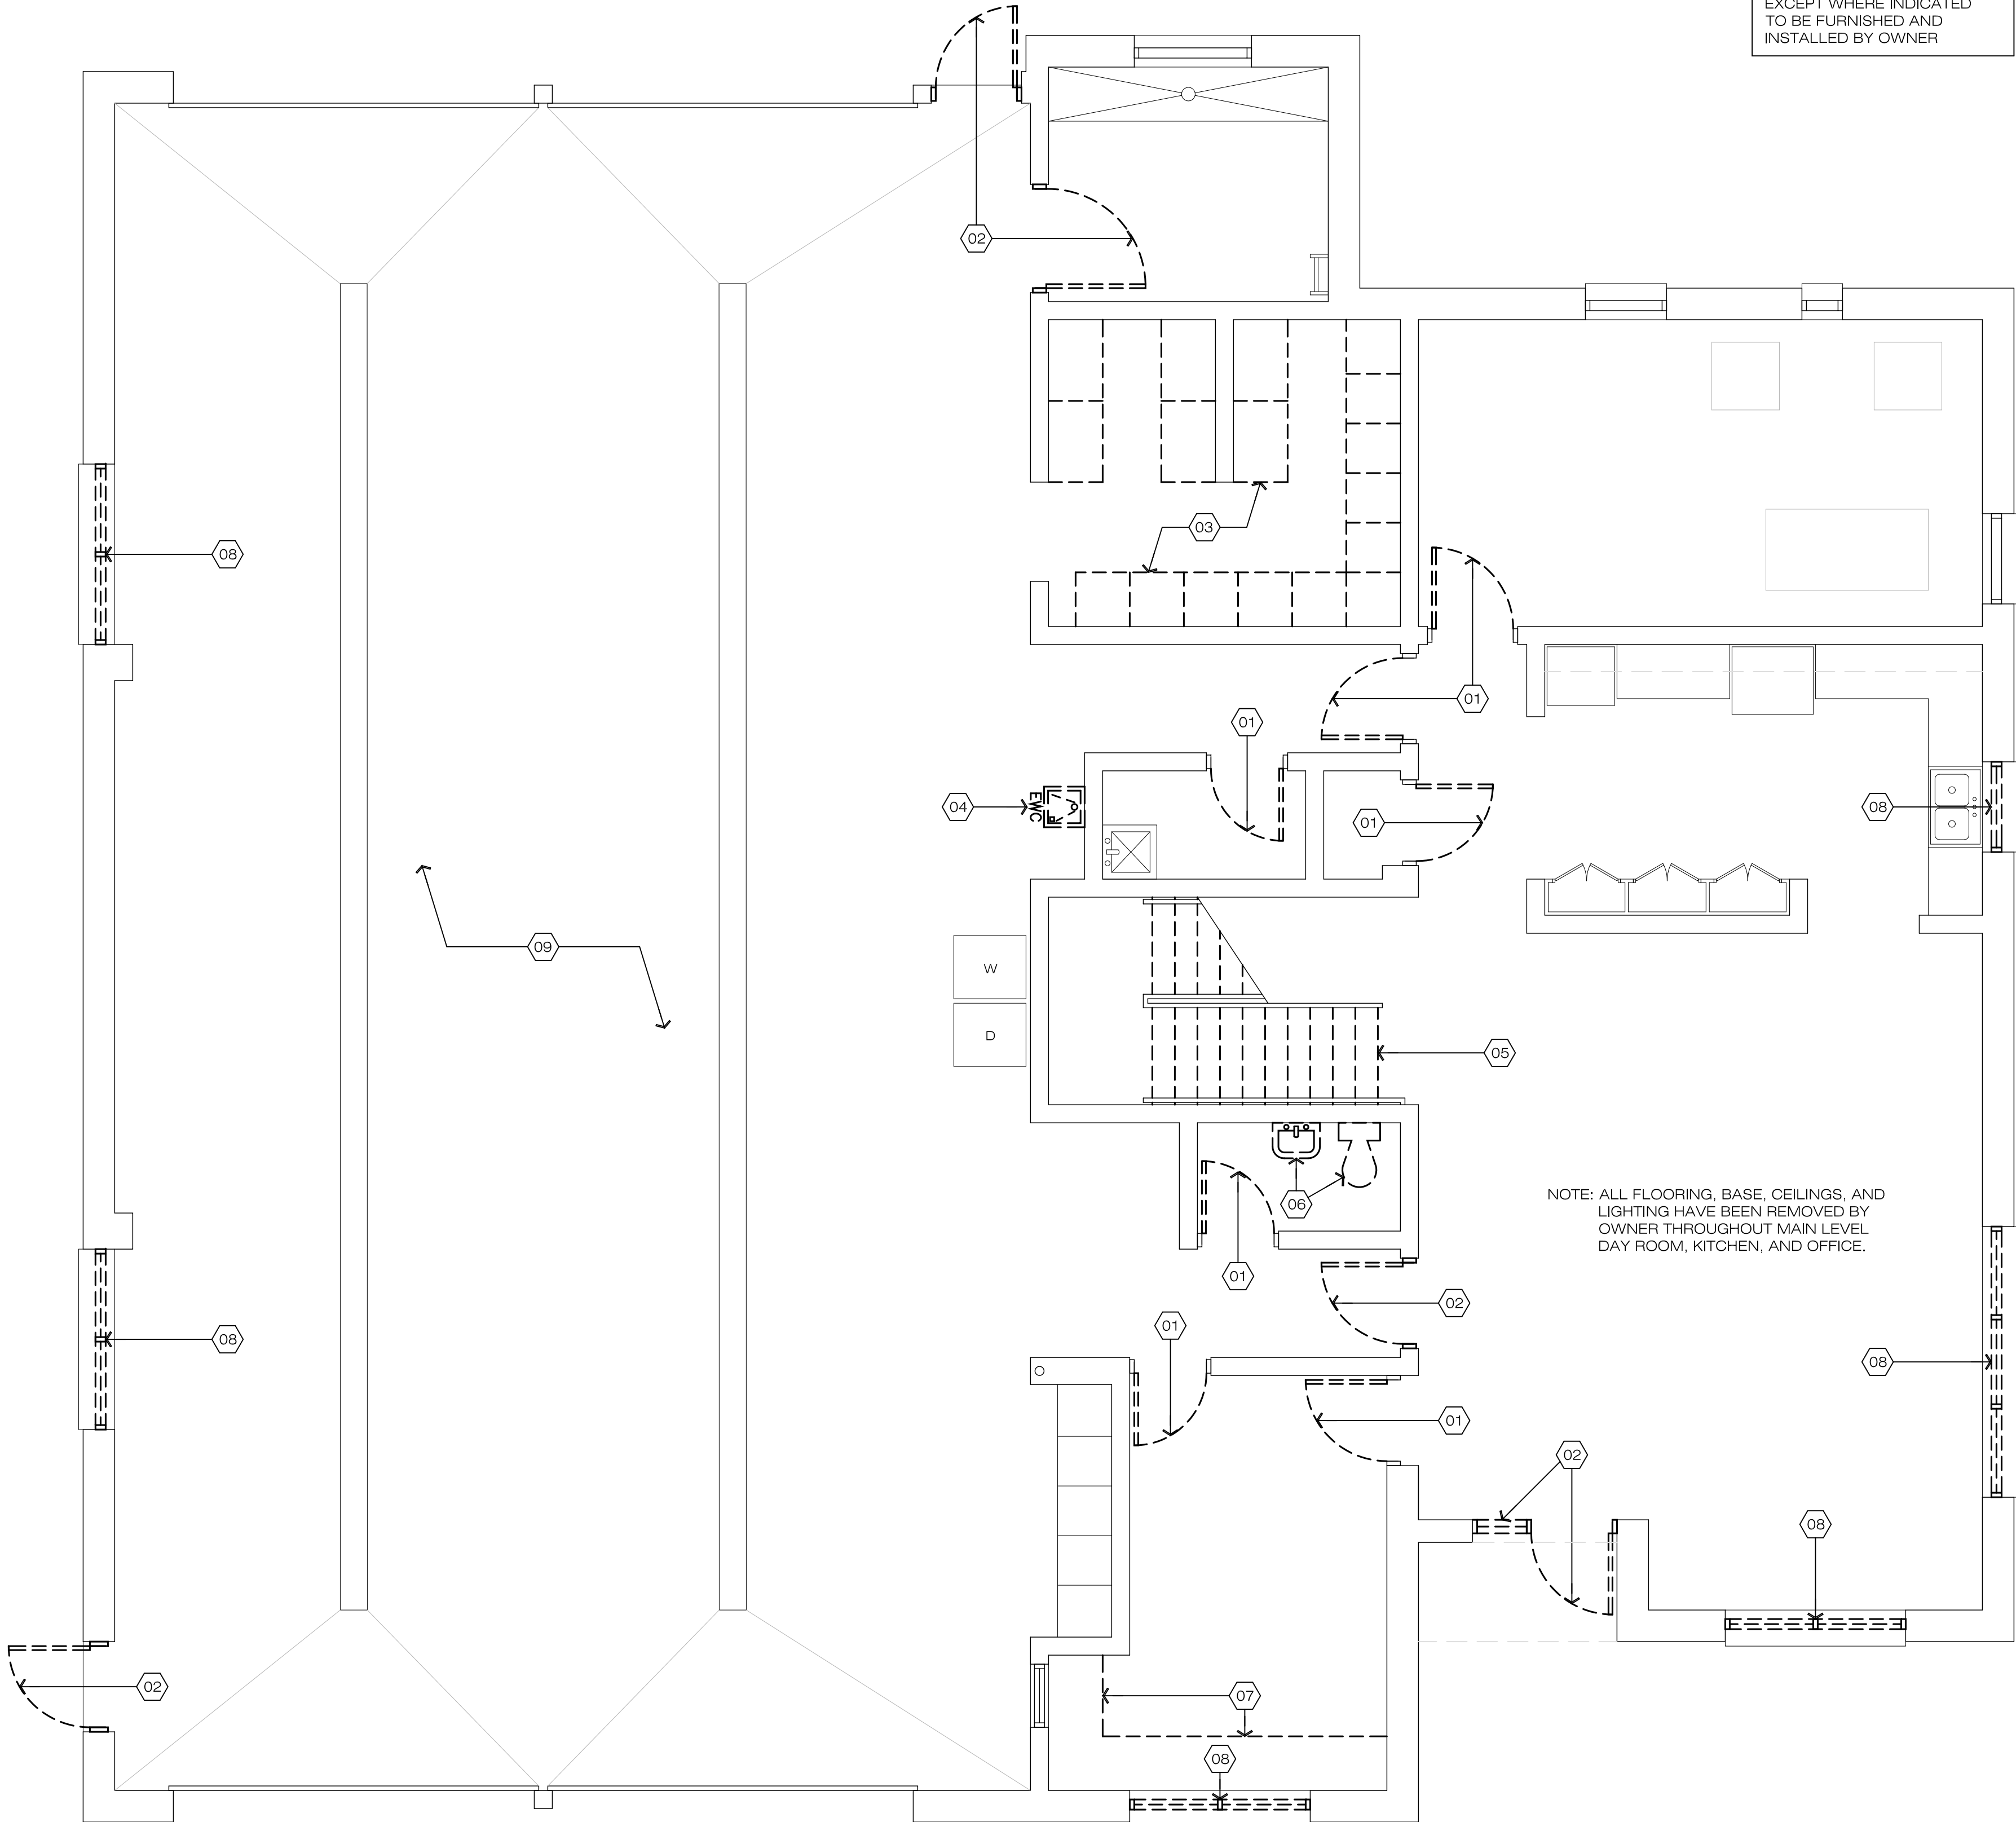 EXCEPT WHERE INDICATED
TO BE FURNISHED AND
INSTALLED BY OWNER
02
08
03
01
01
04
01
08
09
W
D
05
06
NOTE: ALL FLOORING, BASE, CEILINGS, AND
LIGHTING HAVE BEEN REMOVED BY
OWNER THROUGHOUT MAIN LEVEL
DAY ROOM, KITCHEN, AND OFFICE.
01
02
01
08
08
01
02
08
02
07
08
EWC